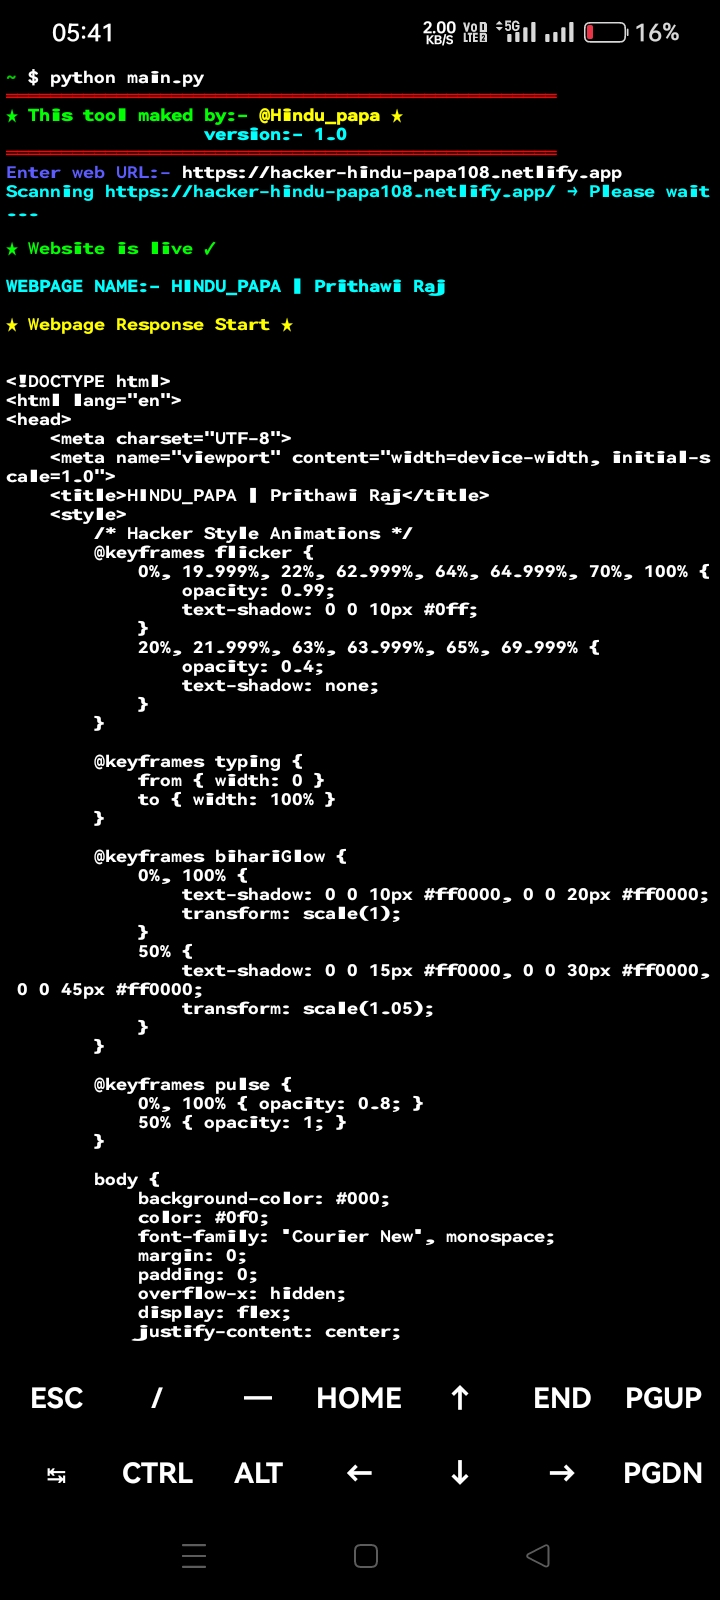 05:41 2.00 KB/S VoD LTE2 5G 16%
~ $ python main.py
★ This tool maked by:- @Hindu_papa ★
version:- 1.0
Enter web URL:- https://hacker-hindu-papa108.netlify.app
Scanning https://hacker-hindu-papa108.netlify.app/ → Please wait
...
★ Website is live ✓
WEBPAGE NAME:- HINDU_PAPA | Prithawi Raj
★ Webpage Response Start ★
<!DOCTYPE html>
<html lang="en">
<head>
    <meta charset="UTF-8">
    <meta name="viewport" content="width=device-width, initial-s
cale=1.0">
    <title>HINDU_PAPA | Prithawi Raj</title>
    <style>
        /* Hacker Style Animations */
        @keyframes flicker {
            0%, 19.999%, 22%, 62.999%, 64%, 64.999%, 70%, 100% {
                opacity: 0.99;
                text-shadow: 0 0 10px #0ff;
            }
            20%, 21.999%, 63%, 63.999%, 65%, 69.999% {
                opacity: 0.4;
                text-shadow: none;
            }
        }
        @keyframes typing {
            from { width: 0 }
            to { width: 100% }
        }
        @keyframes bihariGlow {
            0%, 100% {
                text-shadow: 0 0 10px #ff0000, 0 0 20px #ff0000;
                transform: scale(1);
            }
            50% {
                text-shadow: 0 0 15px #ff0000, 0 0 30px #ff0000,
 0 0 45px #ff0000;
                transform: scale(1.05);
            }
        }
        @keyframes pulse {
            0%, 100% { opacity: 0.8; }
            50% { opacity: 1; }
        }
        body {
            background-color: #000;
            color: #0f0;
            font-family: 'Courier New', monospace;
            margin: 0;
            padding: 0;
            overflow-x: hidden;
            display: flex;
            justify-content: center;
ESC / — HOME ↑ END PGUP
↹ CTRL ALT ← ↓ → PGDN